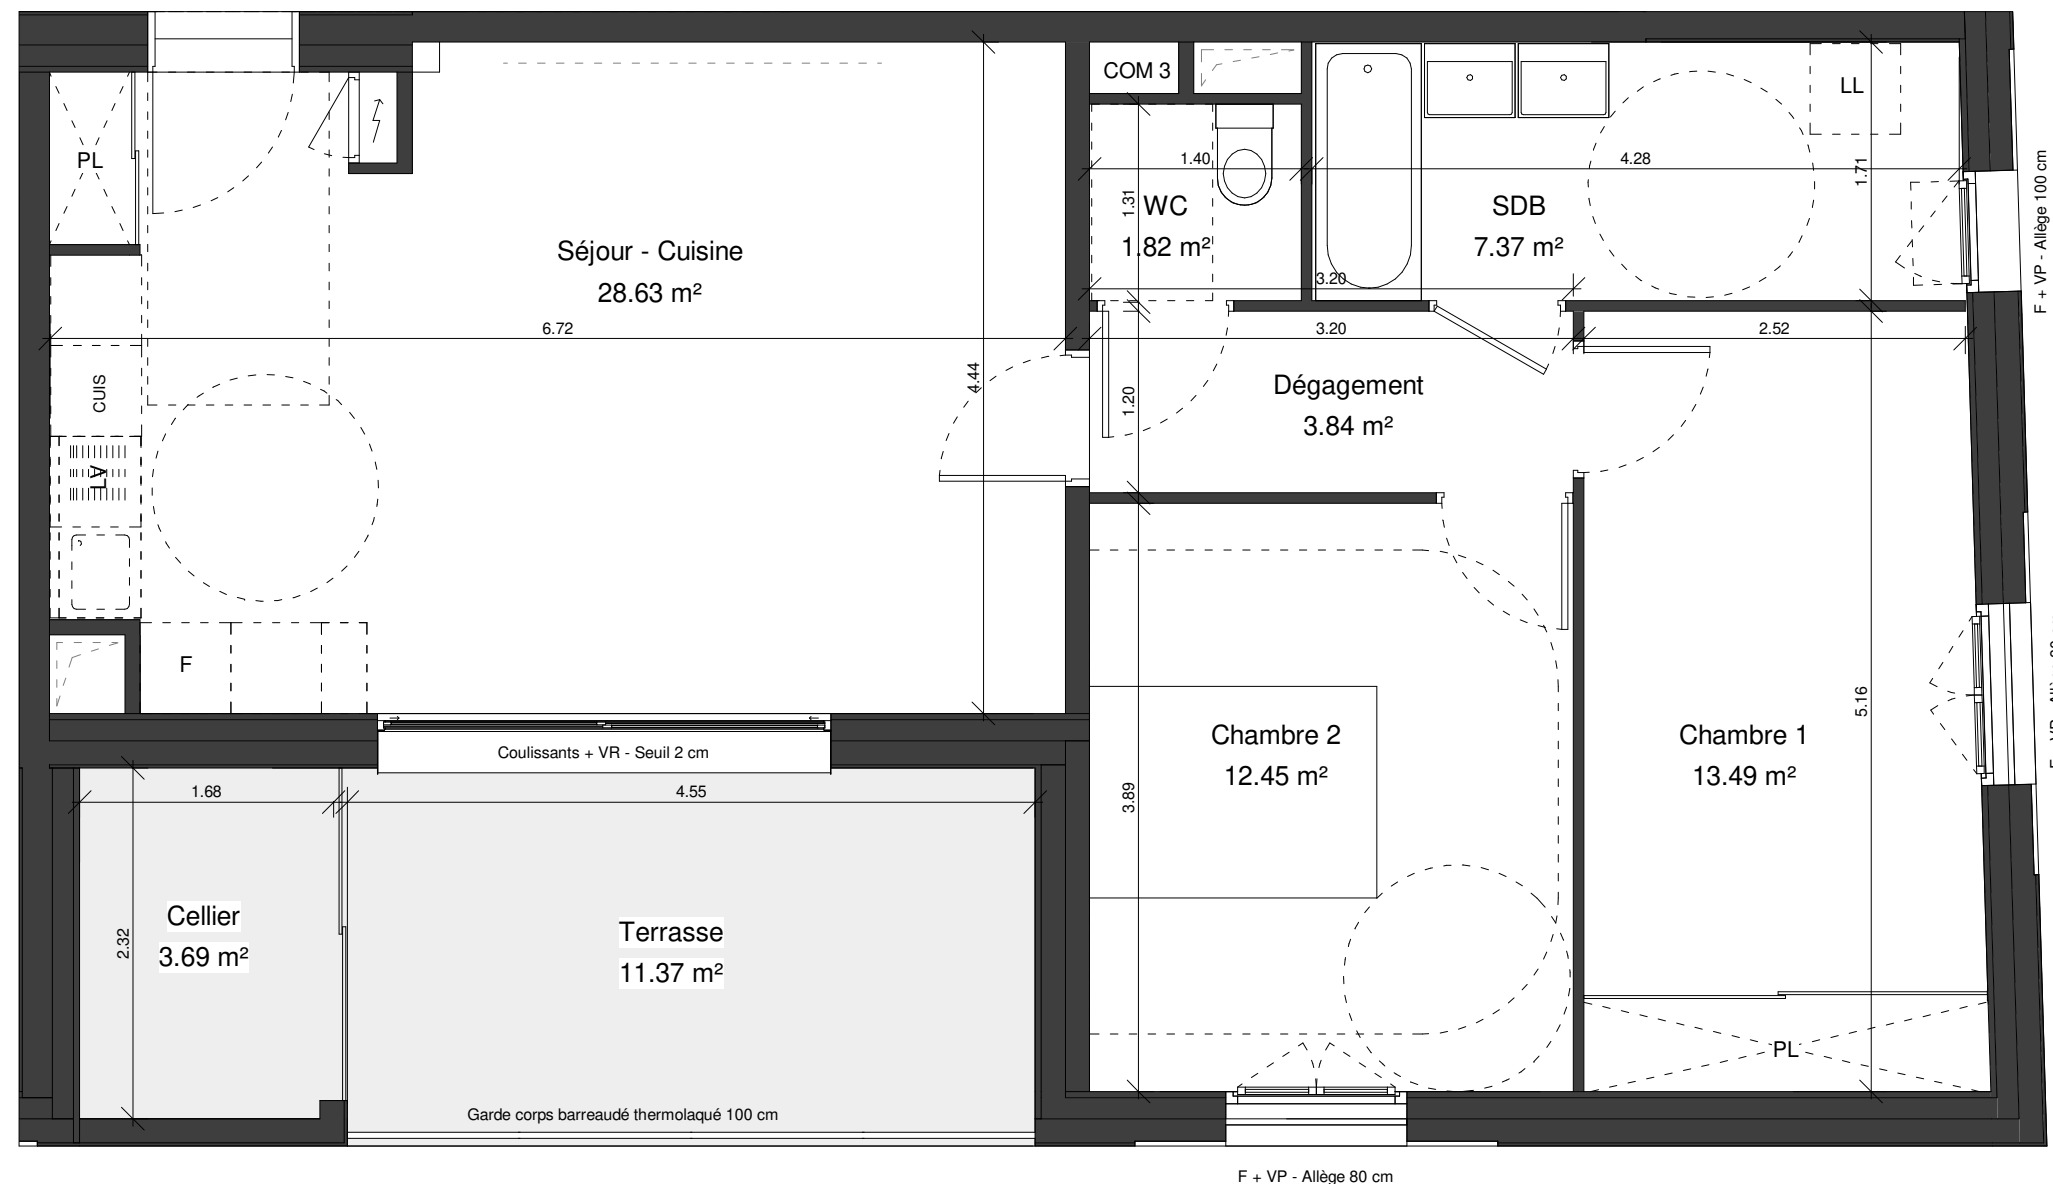 COM 3
LL
PL
1.40
4.28
1.71
1.31
WC
1.82 m²
SDB
7.37 m²
F + VP - Allège 100 cm
Séjour - Cuisine
28.63 m²
3.20
6.72
3.20
2.52
4.44
CUIS
1.20
Dégagement
3.84 m²
LV
F
5.16
Chambre 2
12.45 m²
Chambre 1
13.49 m²
Coulissants + VR - Seuil 2 cm
1.68
4.55
3.89
2.32
Cellier
3.69 m²
Terrasse
11.37 m²
PL
Garde corps barreaudé thermolaqué 100 cm
F + VP - Allège 80 cm